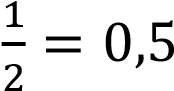 1/2 = 0,5